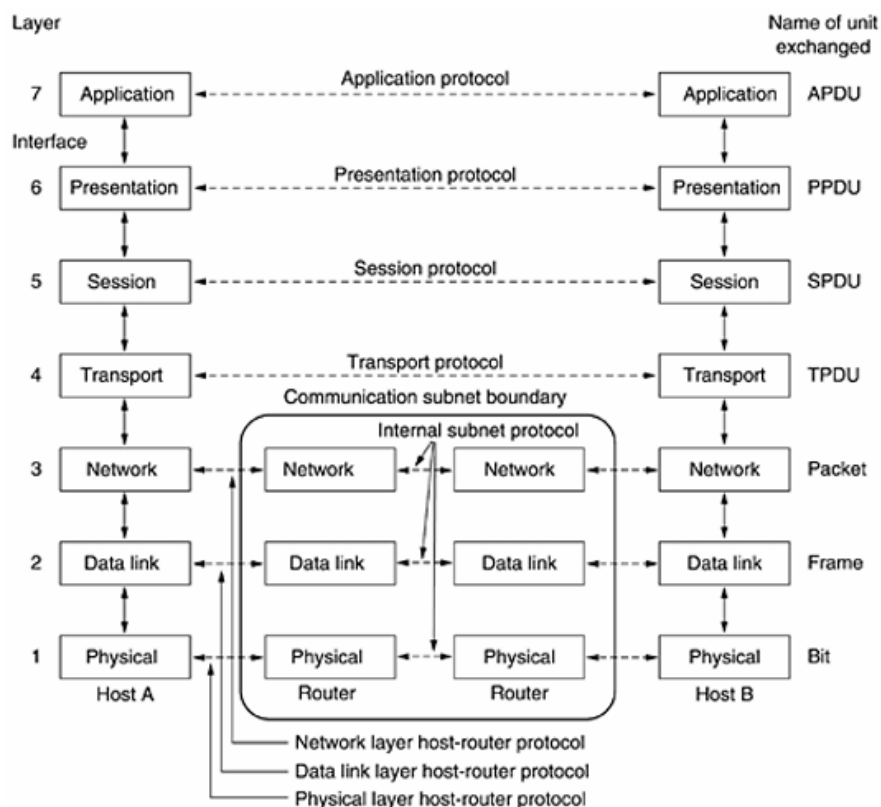 Layer
Name of unit
exchanged
Application protocol
7 Application Application APDU
Interface
Presentation protocol
6 Presentation Presentation PPDU
Session protocol
5 Session Session SPDU
Transport protocol
4 Transport Transport TPDU
Communication subnet boundary
Internal subnet protocol
3 Network Network Network Network Packet
2 Data link Data link Data link Data link Frame
1 Physical Physical Physical Physical Bit
Host A Router Router Host B
Network layer host-router protocol
Data link layer host-router protocol
Physical layer host-router protocol